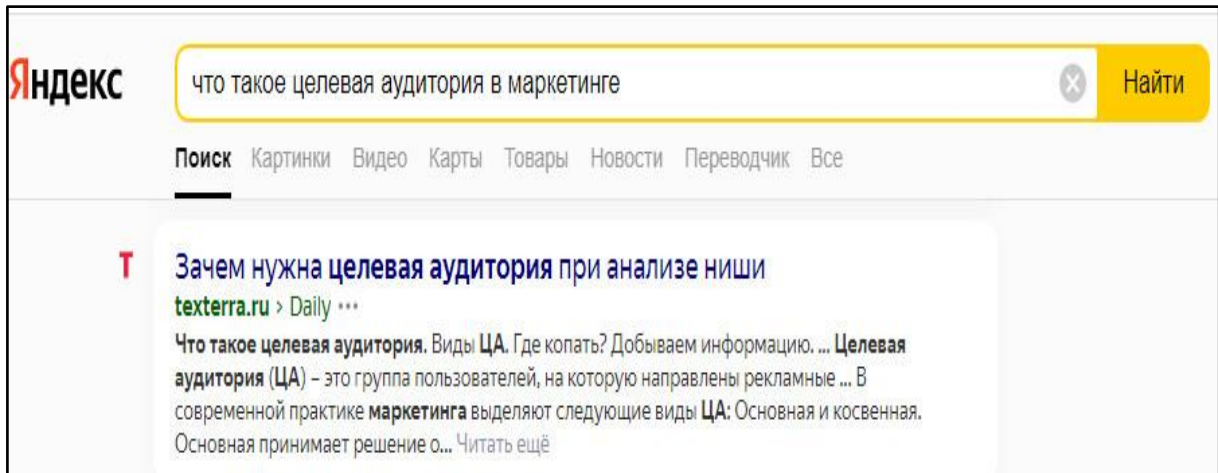 Яндекс что такое целевая аудитория в маркетинге Найти
Поиск Картинки Видео Карты Товары Новости Переводчик Все
Т Зачем нужна целевая аудитория при анализе ниши
texterra.ru › Daily •••
Что такое целевая аудитория. Виды ЦА. Где копать? Добываем информацию. ... Целевая
аудитория (ЦА) – это группа пользователей, на которую направлены рекламные ... В
современной практике маркетинга выделяют следующие виды ЦА: Основная и косвенная.
Основная принимает решение о... Читать ещё